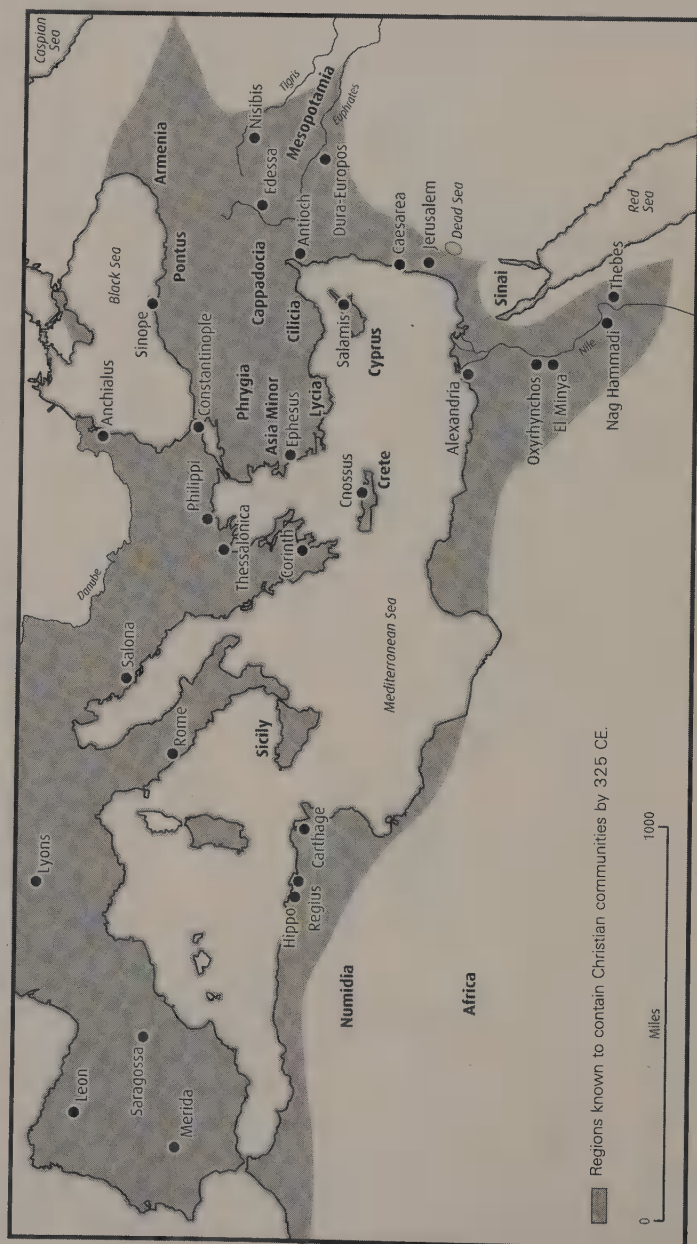 Caspian
Sea
Black Sea
Armenia
Pontus
Sinope
Anchialus
Constantinople
Danube
Philippi
Thessalonica
Corinth
Salona
Rome
Lyons
Leon
Saragossa
Merida
Phrygia
Asia Minor
Ephesus
Cappadocia
Cilicia
Lycia
Antioch
Edessa
Nisibis
Tigris
Mesopotamia
Euphrates
Dura-Europos
Salamis
Cyprus
Cnossus
Crete
Caesarea
Jerusalem
Dead Sea
Sinai
Red
Sea
Alexandria
Oxyrhynchos
El Minya
Nile
Nag Hammadi
Thebes
Mediterranean Sea
Sicily
Carthage
Hippo
Regius
Numidia
Africa
Regions known to contain Christian communities by 325 CE.
0 Miles 1000